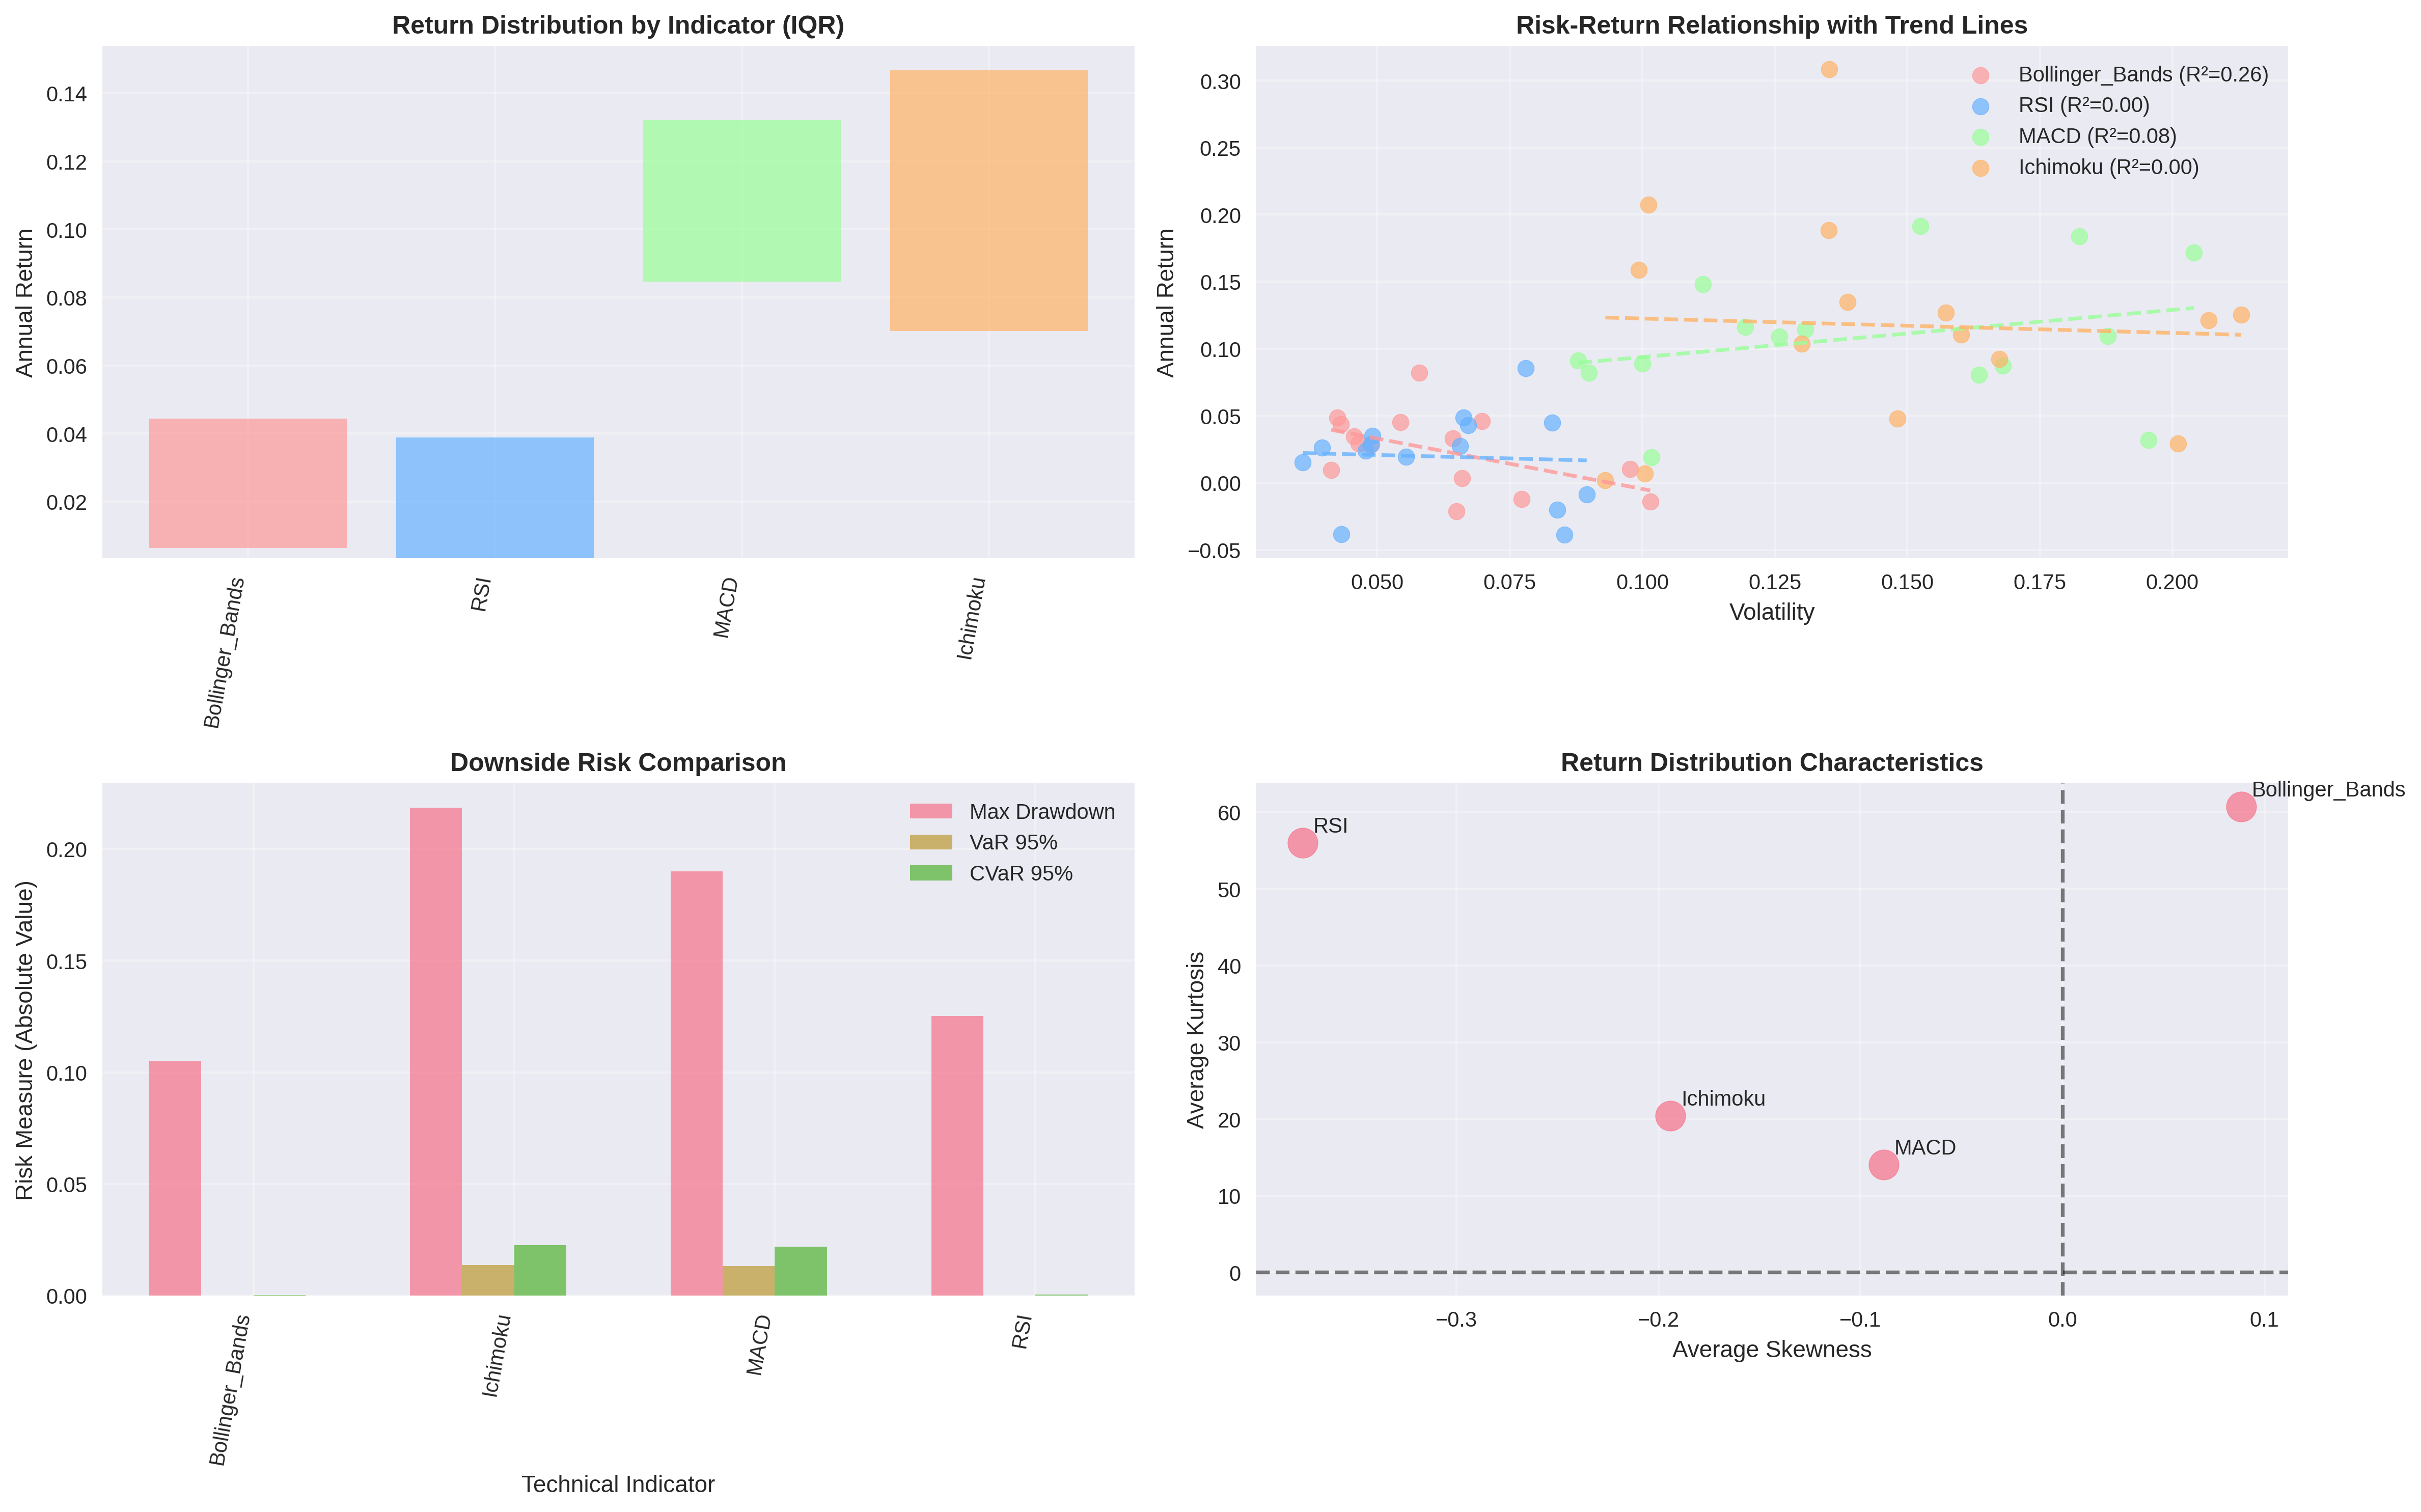 Return Distribution by Indicator (IQR)
Annual Return
0.14
0.12
0.10
0.08
0.06
0.04
0.02
Bollinger_Bands
RSI
MACD
Ichimoku
Risk-Return Relationship with Trend Lines
Annual Return
0.30
0.25
0.20
0.15
0.10
0.05
0.00
−0.05
Bollinger_Bands (R²=0.26)
RSI (R²=0.00)
MACD (R²=0.08)
Ichimoku (R²=0.00)
0.050
0.075
0.100
0.125
0.150
0.175
0.200
Volatility
Downside Risk Comparison
Risk Measure (Absolute Value)
0.20
0.15
0.10
0.05
0.00
Max Drawdown
VaR 95%
CVaR 95%
Bollinger_Bands
Ichimoku
MACD
RSI
Technical Indicator
Return Distribution Characteristics
Average Kurtosis
60
50
40
30
20
10
0
RSI
Bollinger_Bands
Ichimoku
MACD
−0.3
−0.2
−0.1
0.0
0.1
Average Skewness